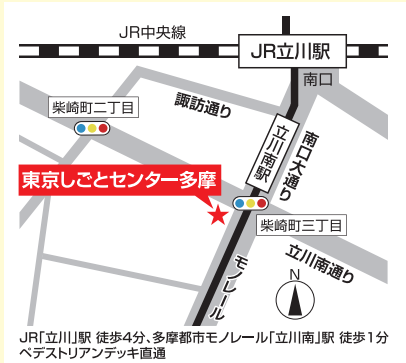 JR中央線
JR立川駅
南口
柴崎町二丁目
諏訪通り
立川南駅
南口大通り
東京しごとセンター多摩
柴崎町三丁目
立川南通り
モノレール
N
JR「立川」駅 徒歩4分、多摩都市モノレール「立川南」駅 徒歩1分
ペデストリアンデッキ直通